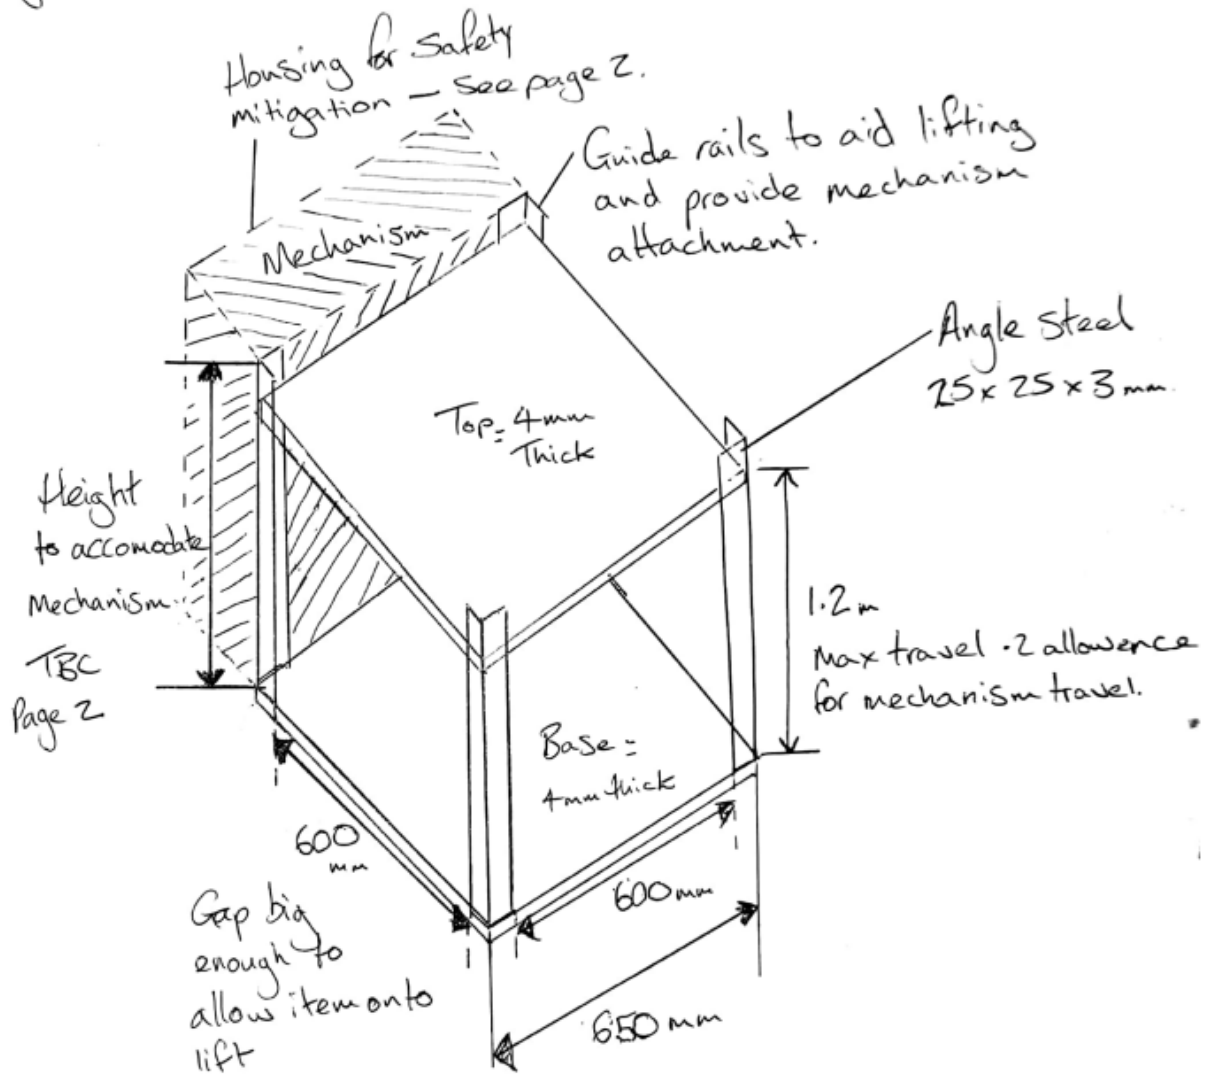 Housing for Safety
mitigation — See page 2.
Guide rails to aid lifting
and provide mechanism
attachment.
Mechanism
Angle steel
25 x 25 x 3 mm.
Top = 4mm
Thick
Height
to accomodate
Mechanism.
TBC
Page 2
1.2m
Max travel .2 allowence
for mechanism travel.
Base =
4mm thick
600
mm
600mm
Gap big
enough to
allow item onto
lift
650 mm